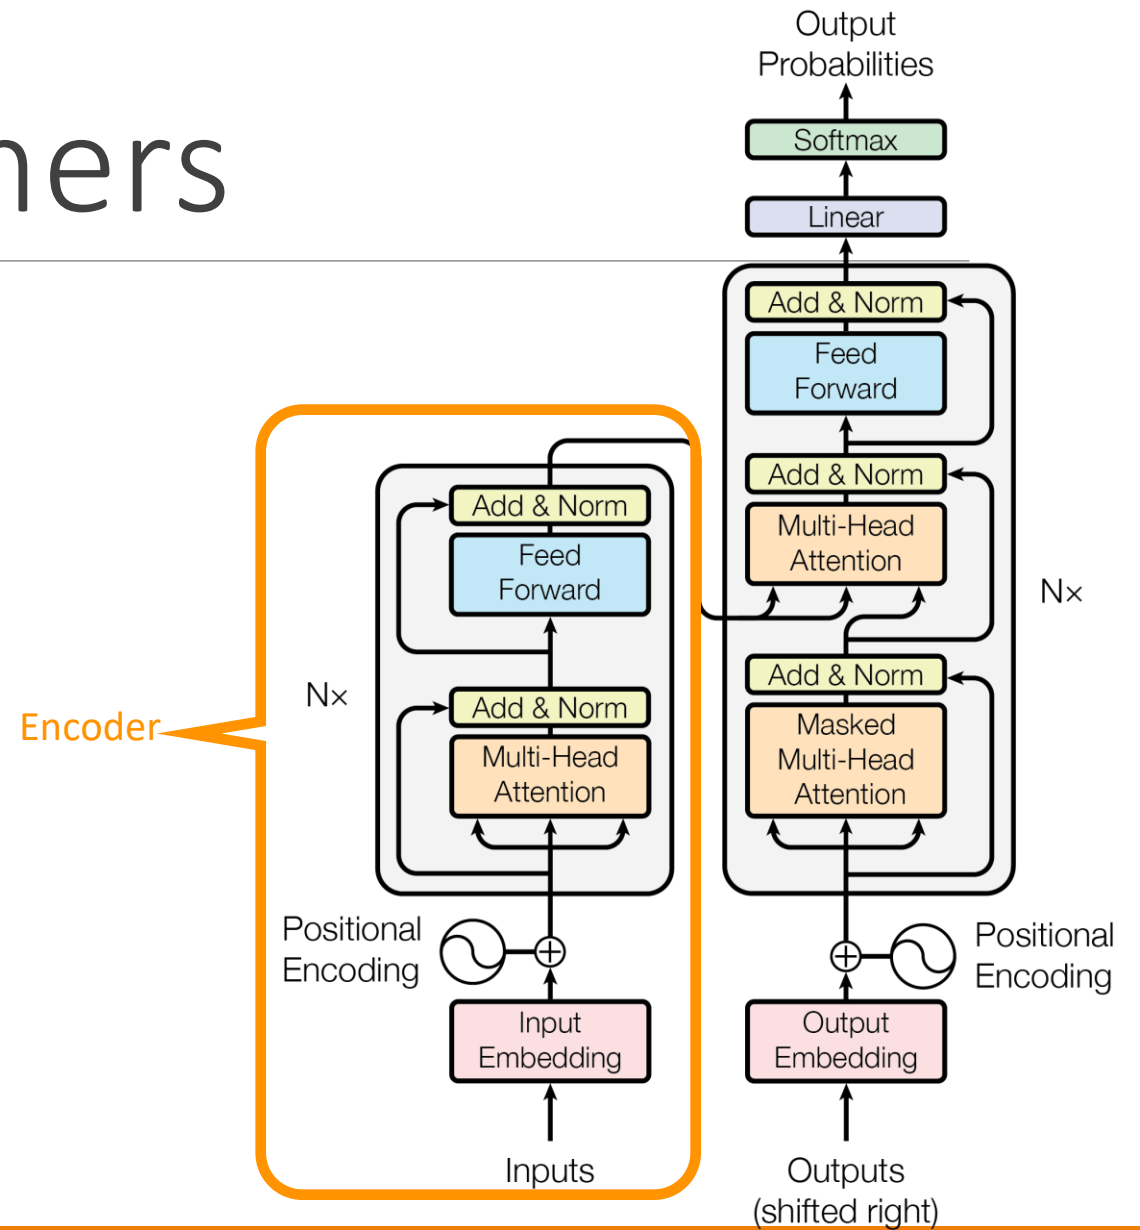 ners
Output
Probabilities
Softmax
Linear
Add & Norm
Feed
Forward
Add & Norm
Multi-Head
Attention
Nx
Add & Norm
Masked
Multi-Head
Attention
Positional
Encoding
Output
Embedding
Outputs
(shifted right)
Encoder
Nx
Add & Norm
Feed
Forward
Add & Norm
Multi-Head
Attention
Positional
Encoding
Input
Embedding
Inputs